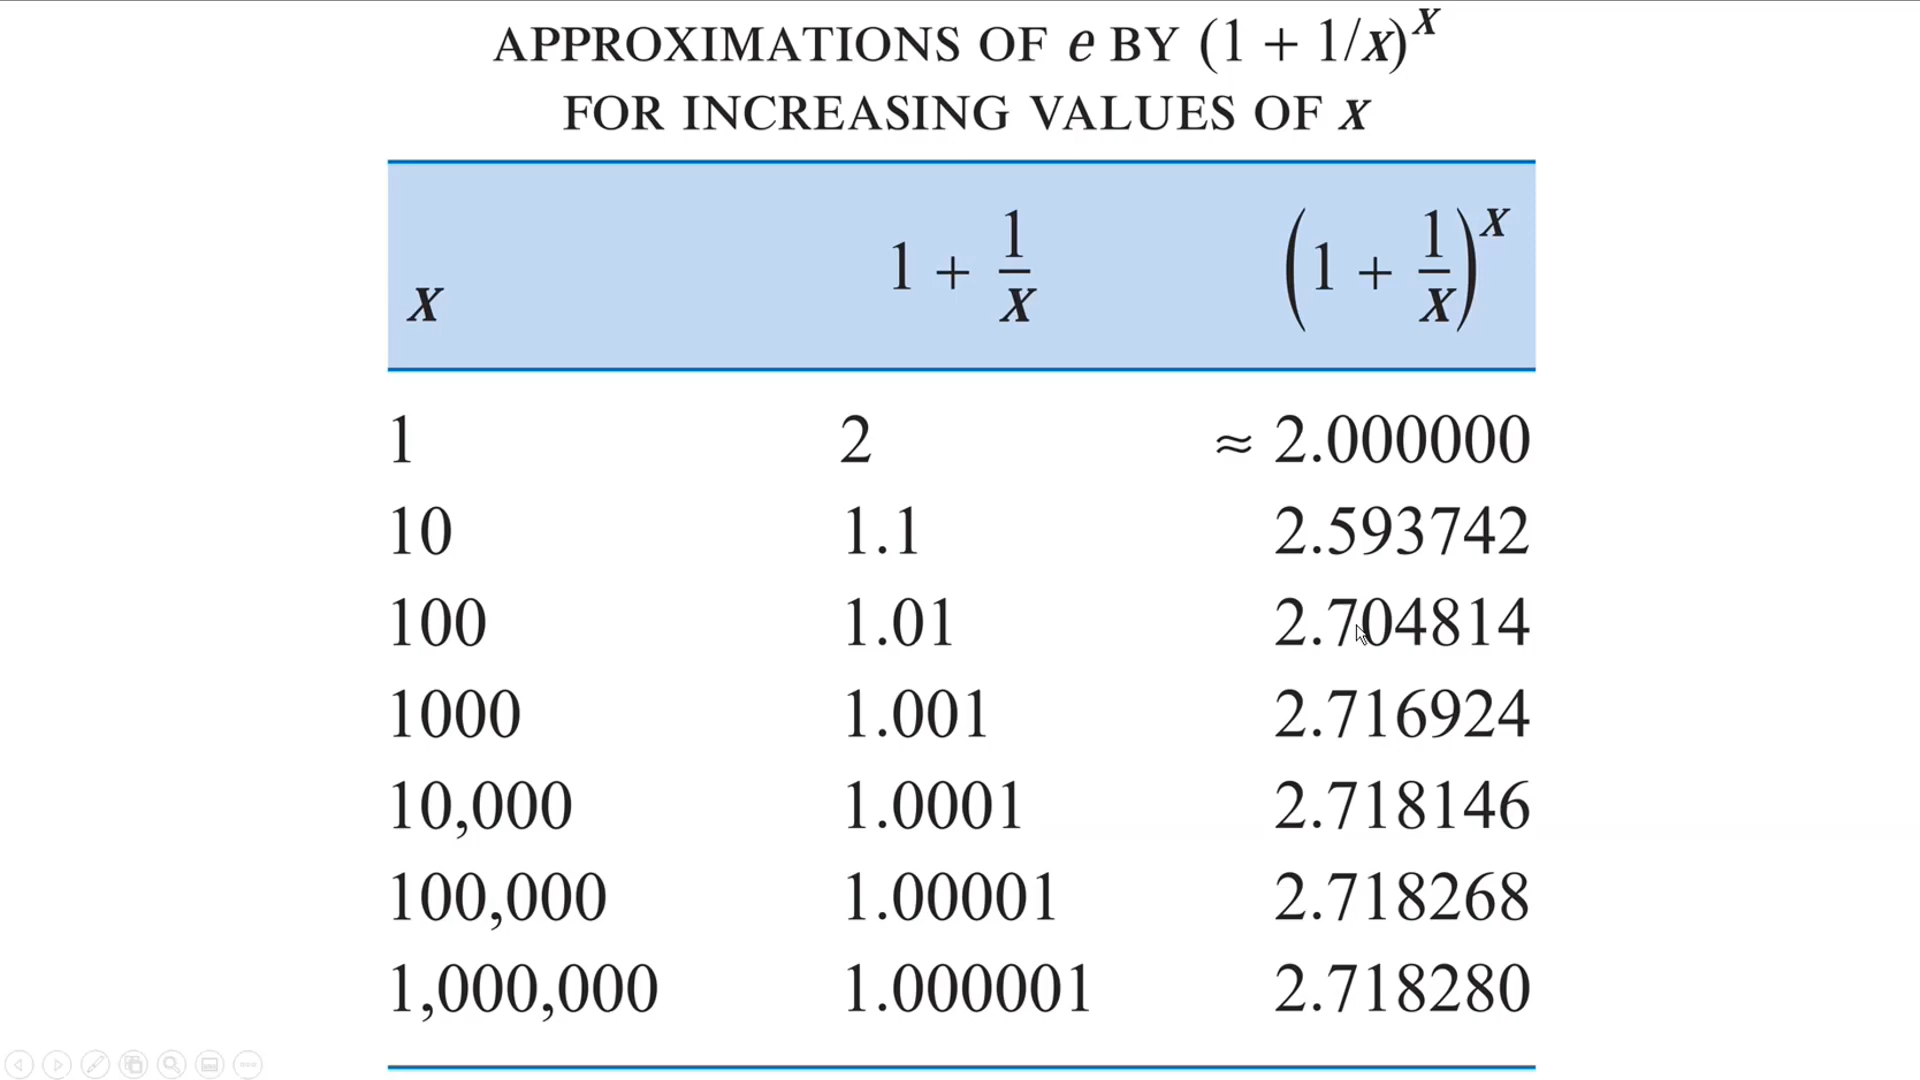 APPROXIMATIONS OF e BY (1 + 1/x)^x
FOR INCREASING VALUES OF x
x 1 + 1/x (1 + 1/x)^x
1 2 ≈ 2.000000
10 1.1 2.593742
100 1.01 2.704814
1000 1.001 2.716924
10,000 1.0001 2.718146
100,000 1.00001 2.718268
1,000,000 1.000001 2.718280